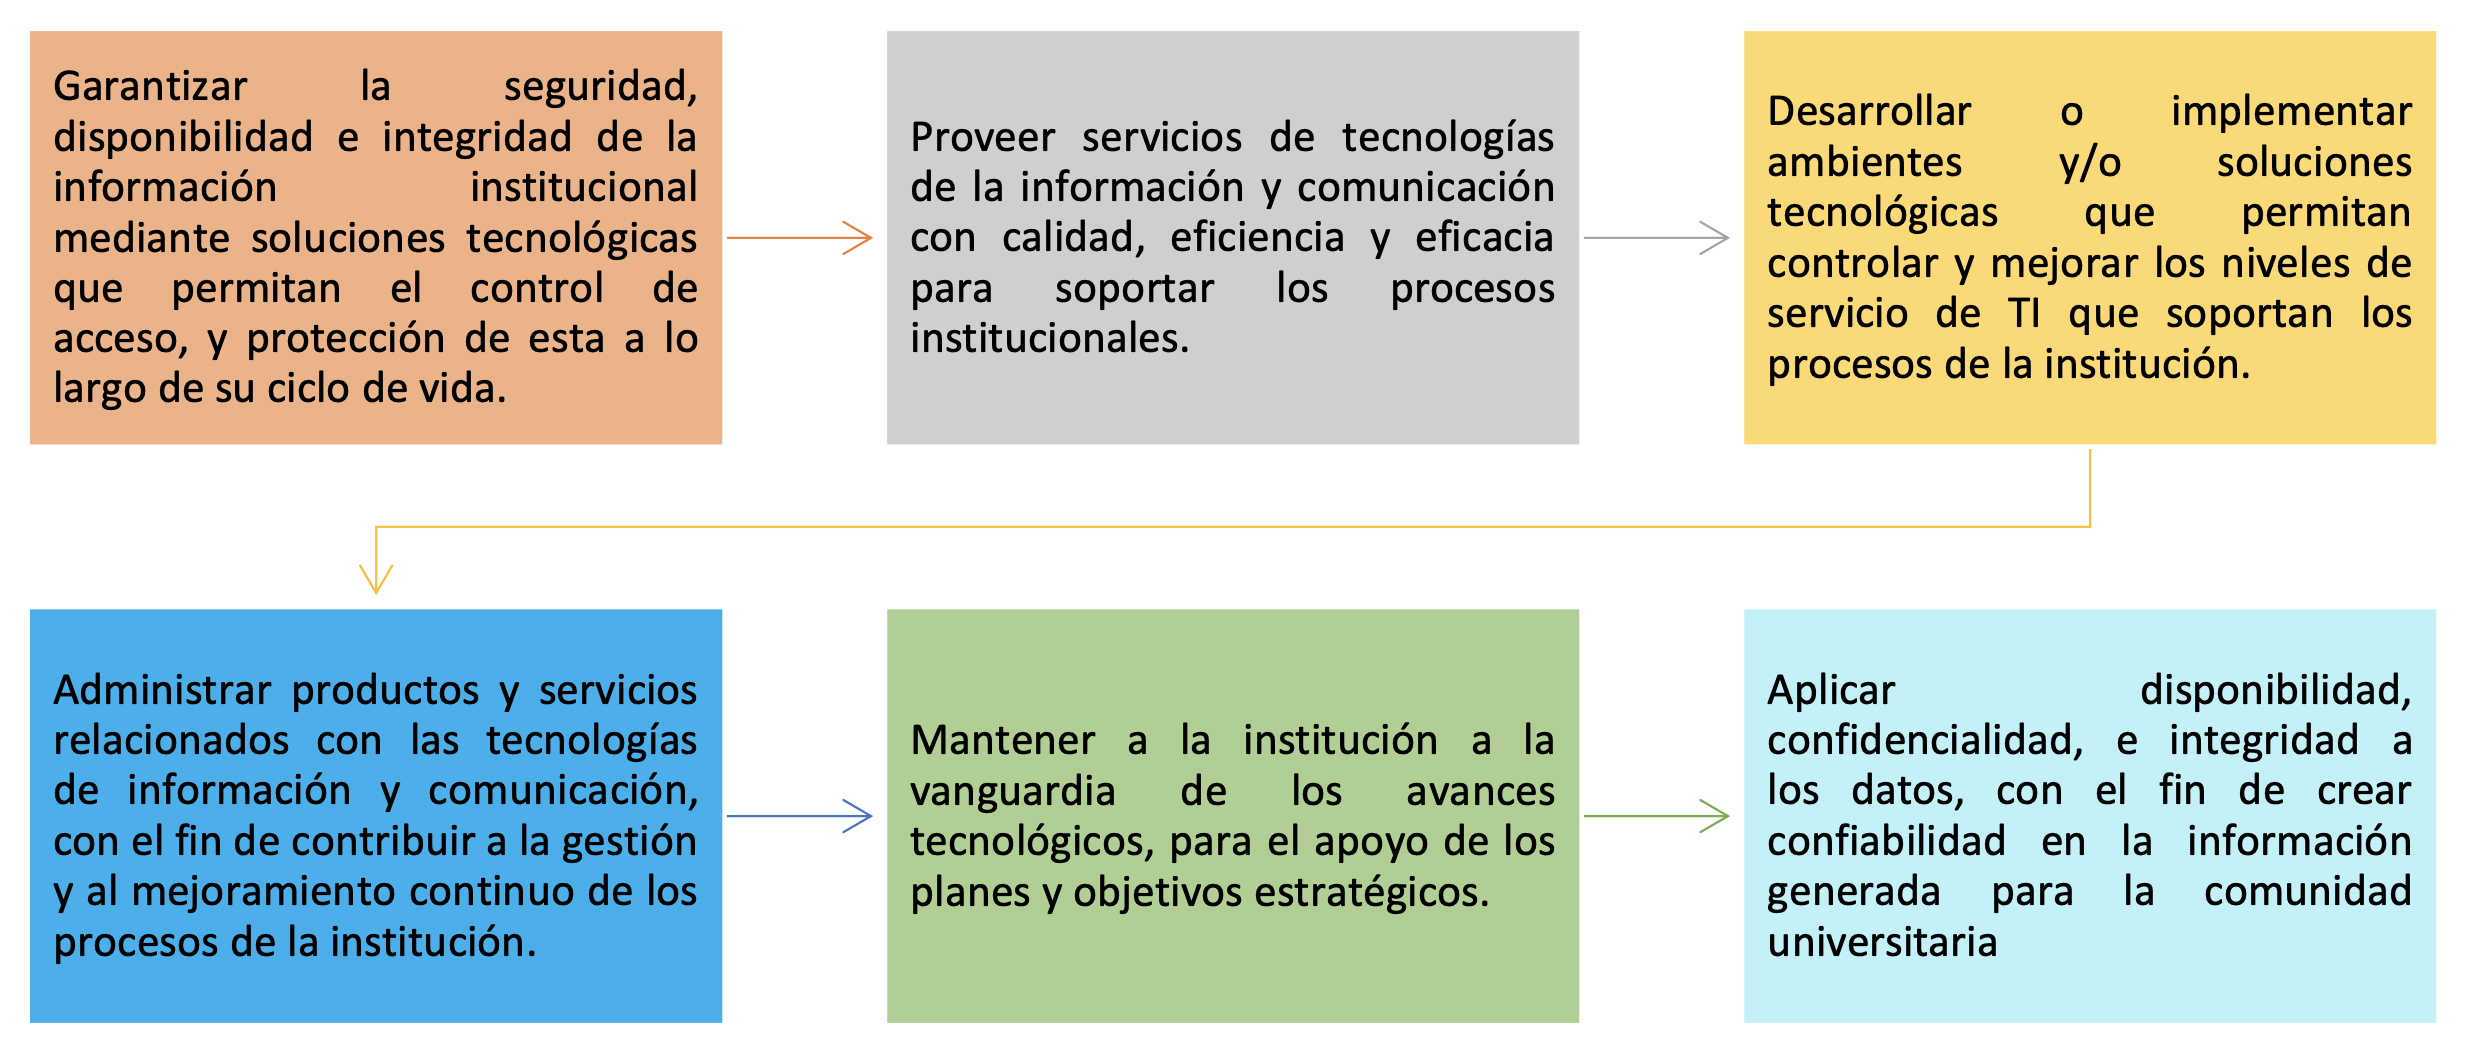 Garantizar la seguridad,
disponibilidad e integridad de la
información institucional
mediante soluciones tecnológicas
que permitan el control de
acceso, y protección de esta a lo
largo de su ciclo de vida.
Proveer servicios de tecnologías
de la información y comunicación
con calidad, eficiencia y eficacia
para soportar los procesos
institucionales.
Desarrollar o implementar
ambientes y/o soluciones
tecnológicas que permitan
controlar y mejorar los niveles de
servicio de TI que soportan los
procesos de la institución.
Administrar productos y servicios
relacionados con las tecnologías
de información y comunicación,
con el fin de contribuir a la gestión
y al mejoramiento continuo de los
procesos de la institución.
Mantener a la institución a la
vanguardia de los avances
tecnológicos, para el apoyo de los
planes y objetivos estratégicos.
Aplicar disponibilidad,
confidencialidad, e integridad a
los datos, con el fin de crear
confiabilidad en la información
generada para la comunidad
universitaria